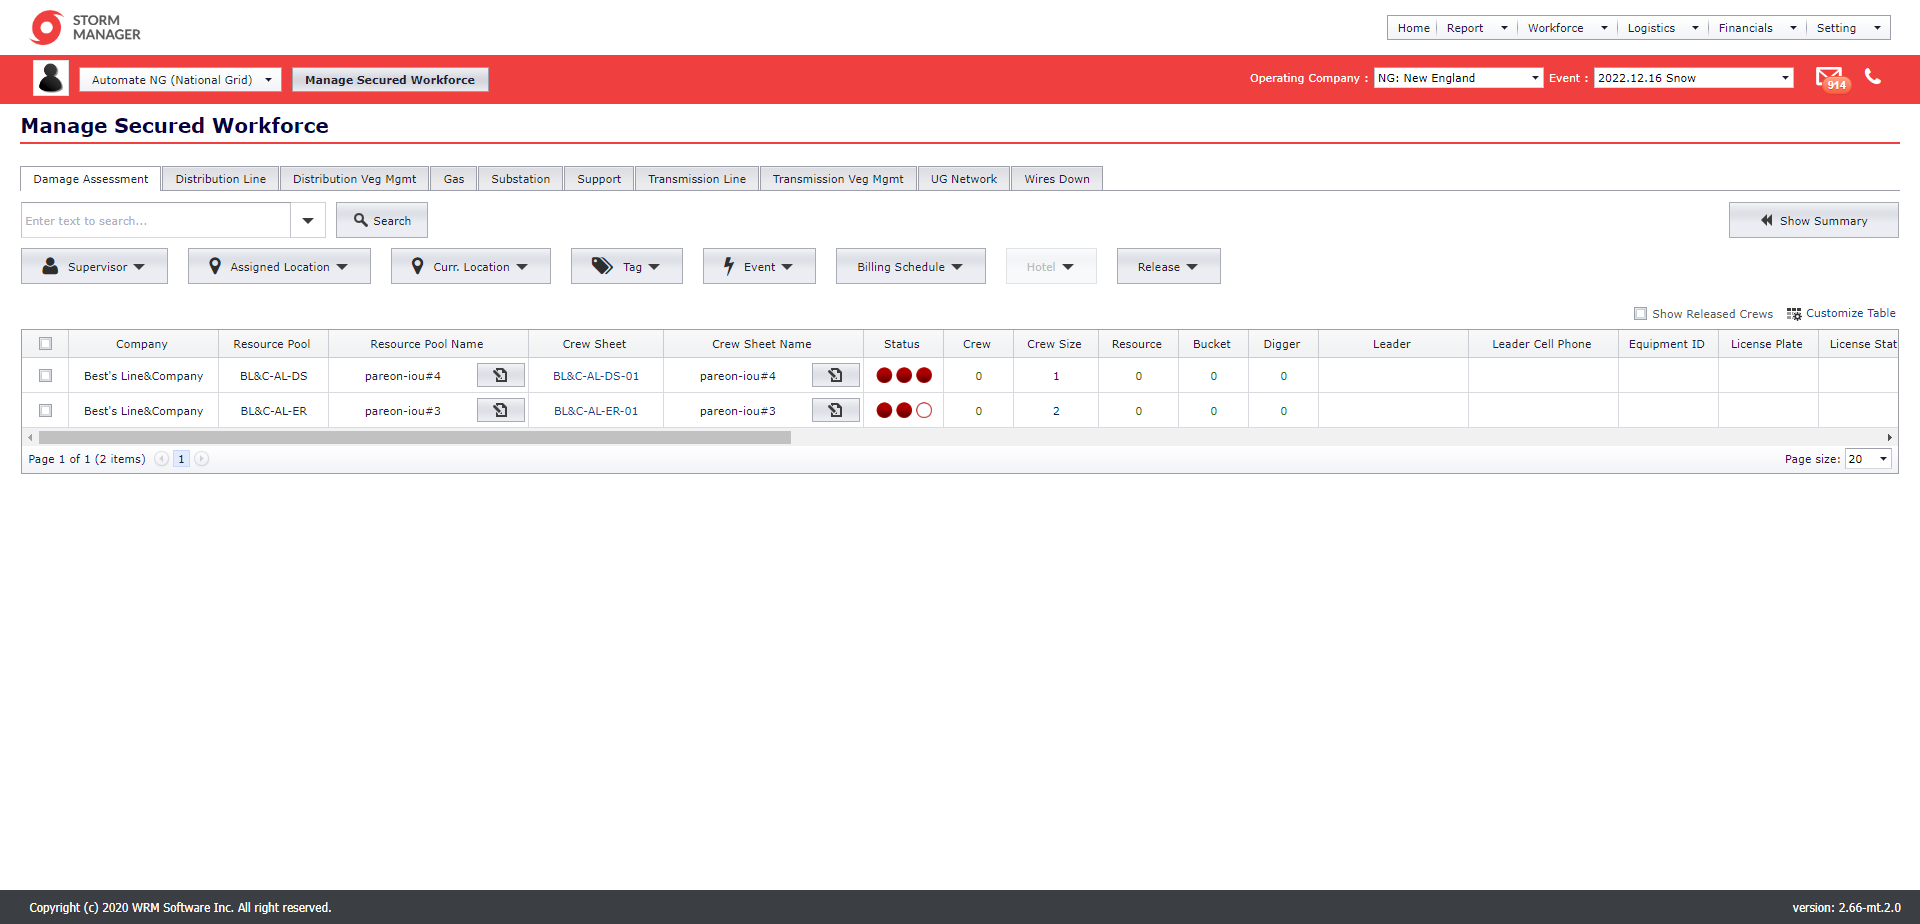 STORM
MANAGER
Home Report Workforce Logistics Financials Setting
Automate NG (National Grid) Manage Secured Workforce Operating Company : NG: New England Event : 2022.12.16 Snow 914
Manage Secured Workforce
Damage Assessment Distribution Line Distribution Veg Mgmt Gas Substation Support Transmission Line Transmission Veg Mgmt UG Network Wires Down
Enter text to search... Search Show Summary
Supervisor Assigned Location Curr. Location Tag Event Billing Schedule Hotel Release
Show Released Crews Customize Table
Company Resource Pool Resource Pool Name Crew Sheet Crew Sheet Name Status Crew Crew Size Resource Bucket Digger Leader Leader Cell Phone Equipment ID License Plate License Stat
Best's Line&Company BL&C-AL-DS pareon-iou#4 BL&C-AL-DS-01 pareon-iou#4 0 1 0 0 0
Best's Line&Company BL&C-AL-ER pareon-iou#3 BL&C-AL-ER-01 pareon-iou#3 0 2 0 0 0
Page 1 of 1 (2 items) 1 Page size: 20
Copyright (c) 2020 WRM Software Inc. All right reserved. version: 2.66-mt.2.0